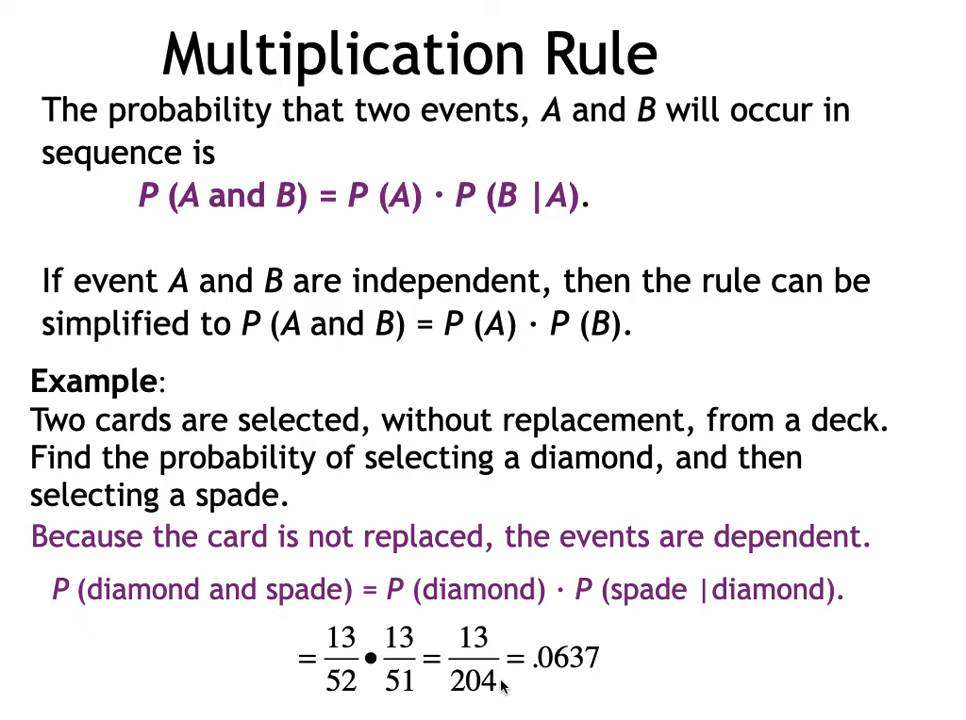 Multiplication Rule
The probability that two events, A and B will occur in
sequence is
P (A and B) = P (A) · P (B |A).
If event A and B are independent, then the rule can be
simplified to P (A and B) = P (A) · P (B).
Example:
Two cards are selected, without replacement, from a deck.
Find the probability of selecting a diamond, and then
selecting a spade.
Because the card is not replaced, the events are dependent.
P (diamond and spade) = P (diamond) · P (spade |diamond).
= 13/52 • 13/51 = 13/204 = .0637